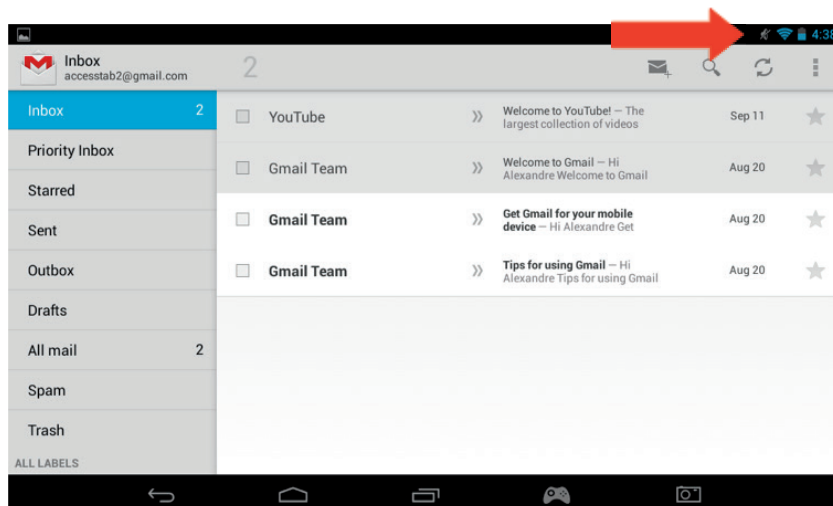 4:38
Inbox
accesstab2@gmail.com
2
Inbox 2
Priority Inbox
Starred
Sent
Outbox
Drafts
All mail 2
Spam
Trash
ALL LABELS
YouTube
Welcome to YouTube! — The
largest collection of videos
Sep 11
Gmail Team
Welcome to Gmail — Hi
Alexandre Welcome to Gmail
Aug 20
Gmail Team
Get Gmail for your mobile
device — Hi Alexandre Get
Aug 20
Gmail Team
Tips for using Gmail — Hi
Alexandre Tips for using Gmail
Aug 20